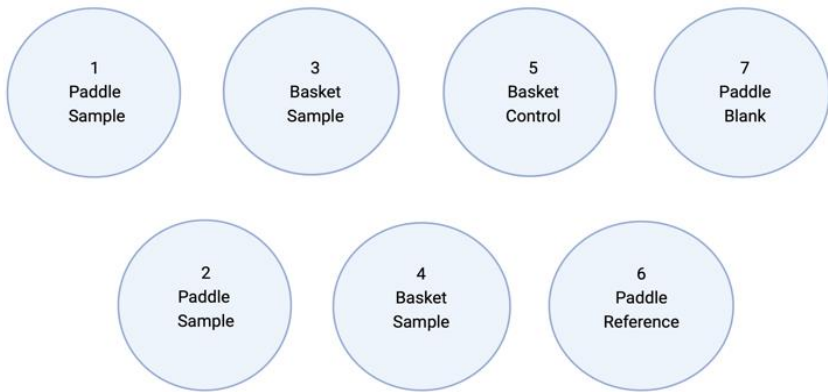 1
Paddle
Sample
3
Basket
Sample
5
Basket
Control
7
Paddle
Blank
2
Paddle
Sample
4
Basket
Sample
6
Paddle
Reference